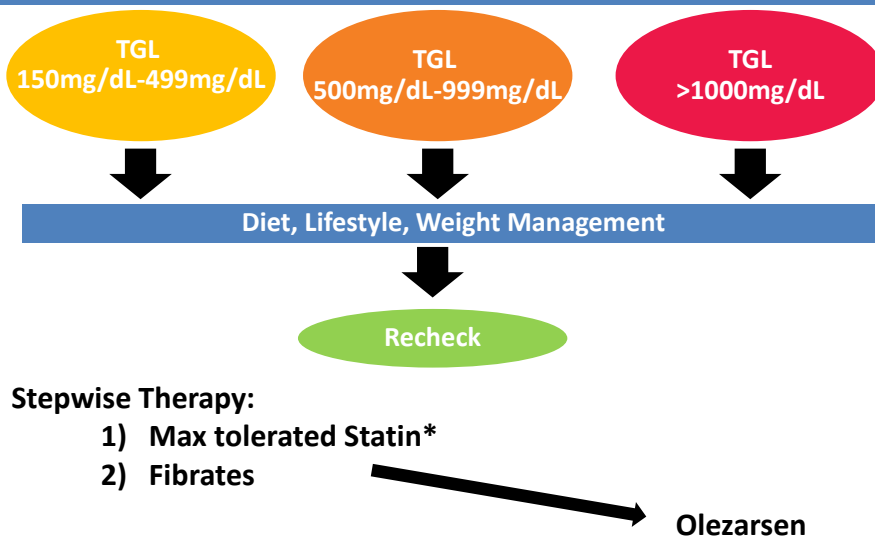 TGL
150mg/dL-499mg/dL
TGL
500mg/dL-999mg/dL
TGL
>1000mg/dL
Diet, Lifestyle, Weight Management
Recheck
Stepwise Therapy:
1) Max tolerated Statin*
2) Fibrates
Olezarsen